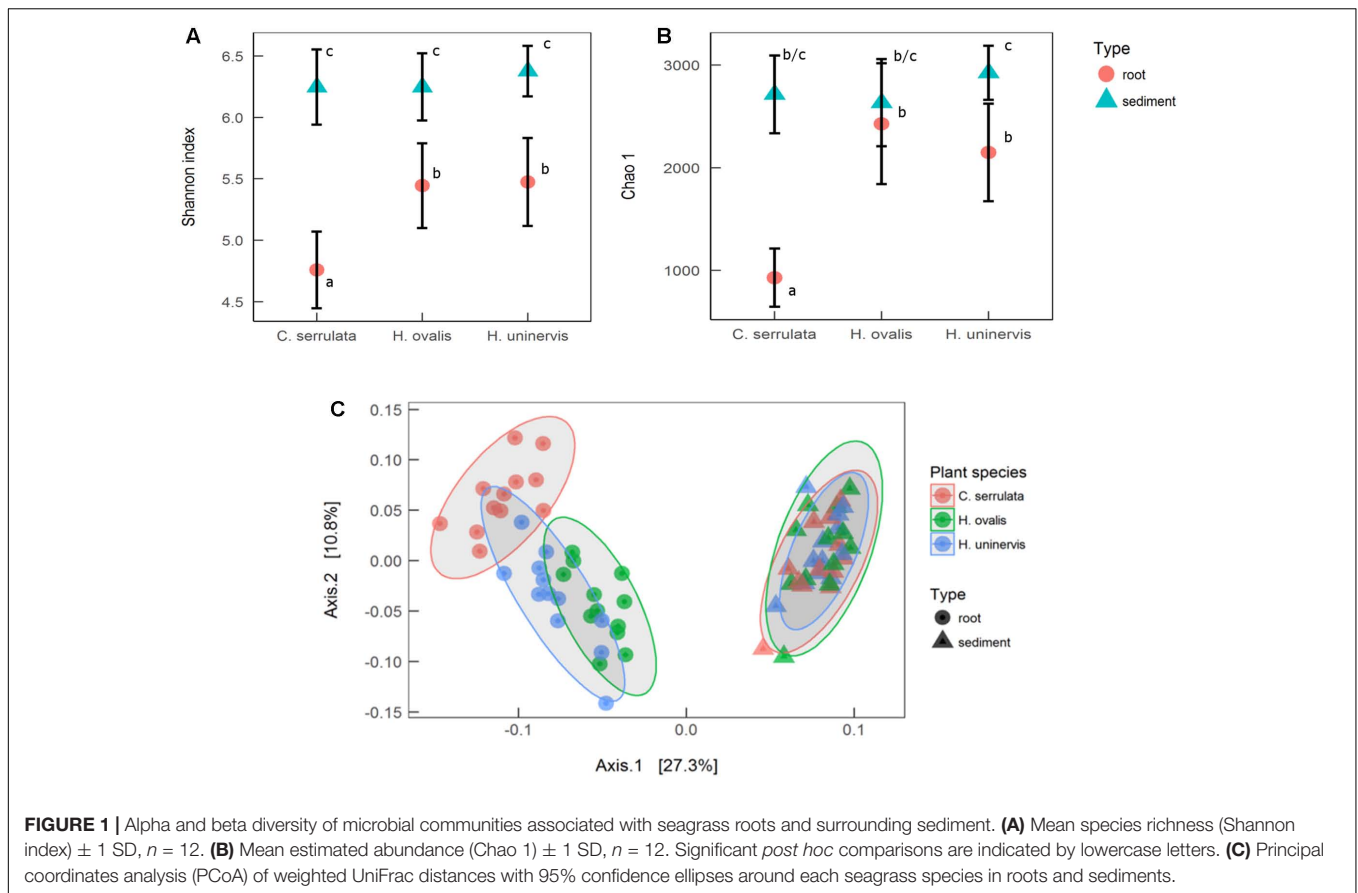 A
Shannon index
6.5
6.0
5.5
5.0
4.5
c
c
c
a
b
b
C. serrulata
H. ovalis
H. uninervis
B
Chao 1
3000
2000
1000
b/c
b/c
c
a
b
b
C. serrulata
H. ovalis
H. uninervis
Type
root
sediment
C
Axis.2 [10.8%]
0.15
0.10
0.05
0.00
-0.05
-0.10
-0.15
-0.1
0.0
0.1
Axis.1 [27.3%]
Plant species
C. serrulata
H. ovalis
H. uninervis
Type
root
sediment
FIGURE 1 | Alpha and beta diversity of microbial communities associated with seagrass roots and surrounding sediment. (A) Mean species richness (Shannon
index) ± 1 SD, n = 12. (B) Mean estimated abundance (Chao 1) ± 1 SD, n = 12. Significant post hoc comparisons are indicated by lowercase letters. (C) Principal
coordinates analysis (PCoA) of weighted UniFrac distances with 95% confidence ellipses around each seagrass species in roots and sediments.